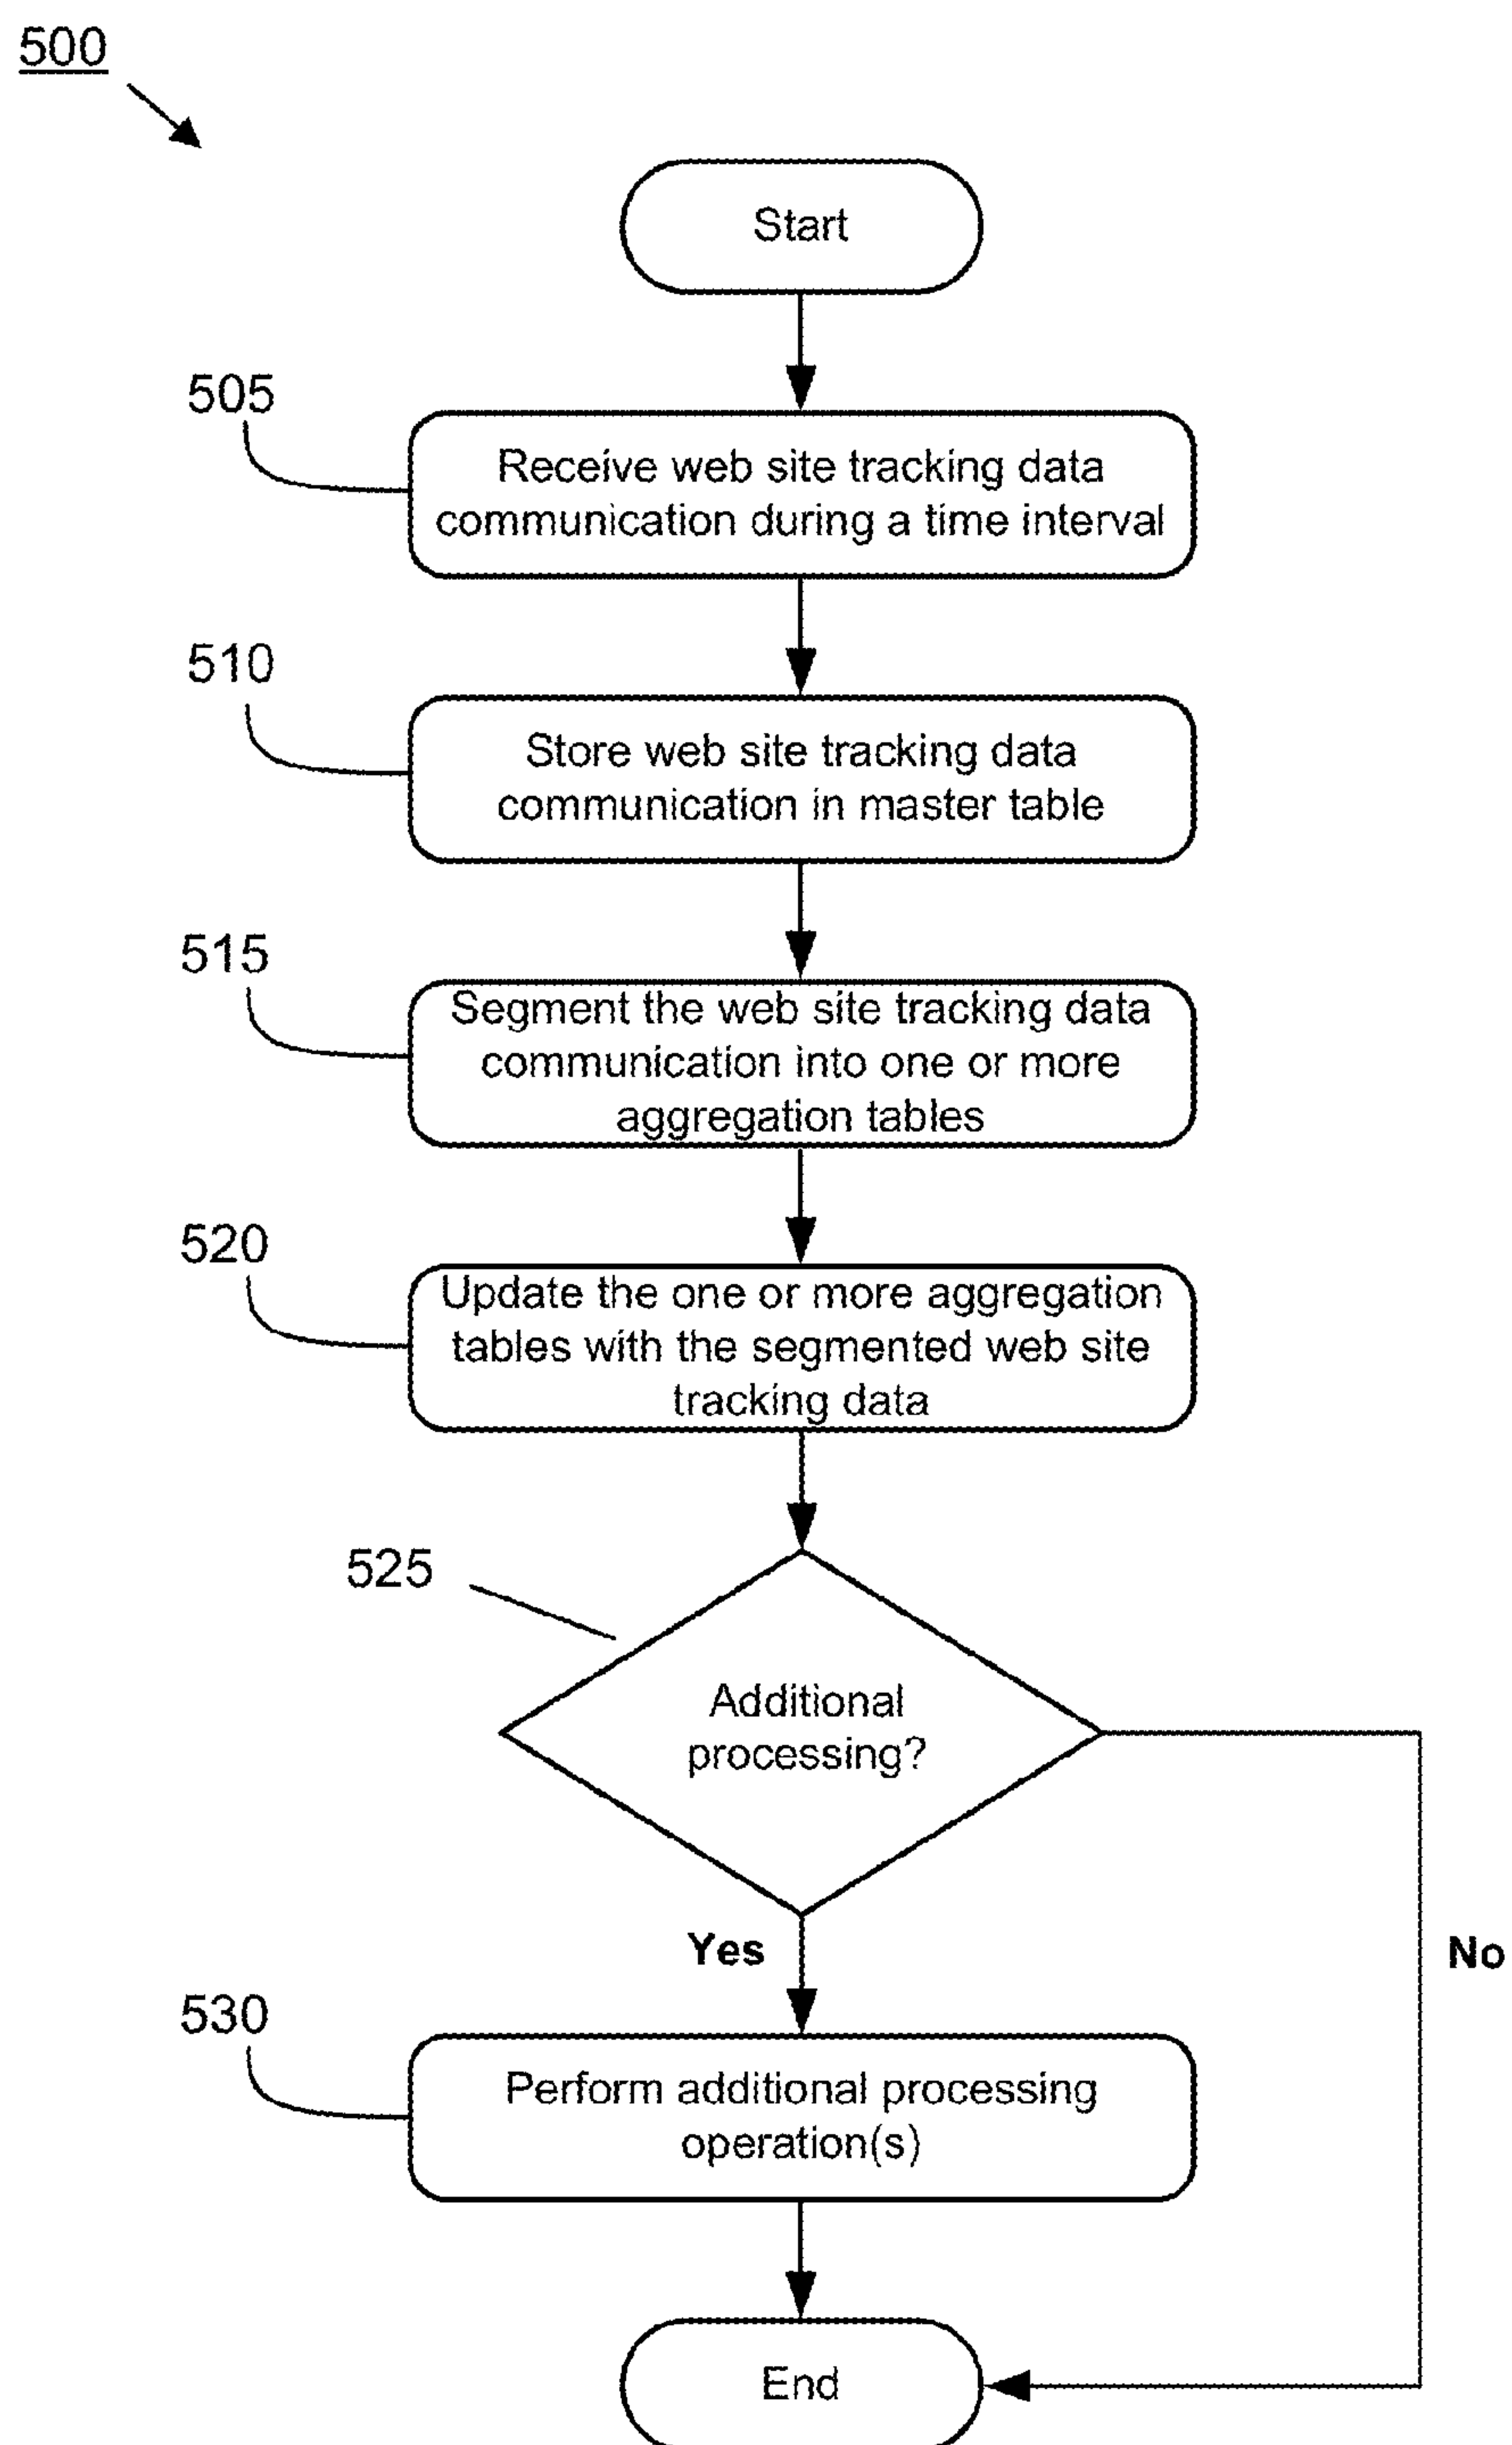 500
Start
505
Receive web site tracking data
communication during a time interval
510
Store web site tracking data
communication in master table
515
Segment the web site tracking data
communication into one or more
aggregation tables
520
Update the one or more aggregation
tables with the segmented web site
tracking data
525
Additional
processing?
Yes
No
530
Perform additional processing
operation(s)
End